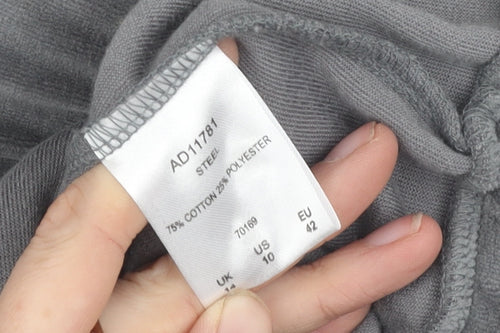 AD11781
STEEL
75% COTTON 25% POLYESTER
70169
UK US EU
10 42